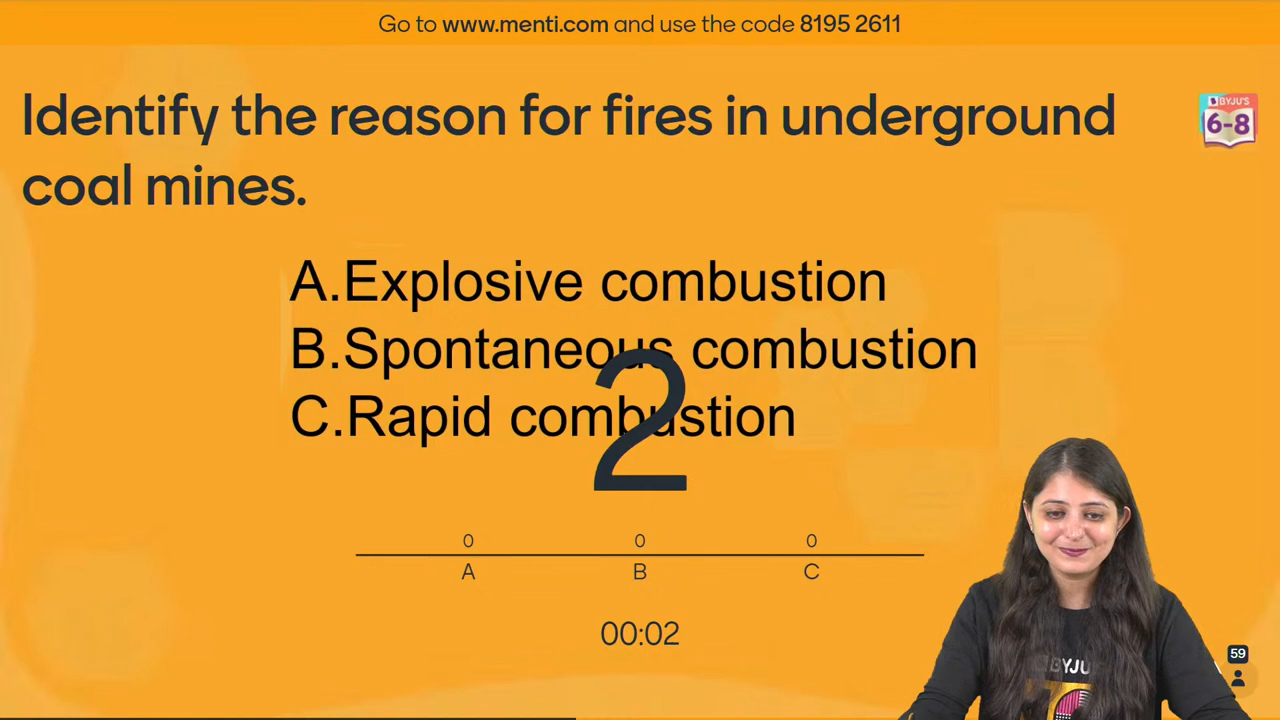 Go to www.menti.com and use the code 8195 2611
Identify the reason for fires in underground
coal mines.
BYJU'S
6-8
A.Explosive combustion
B.Spontaneous combustion
C.Rapid combustion
2
0 0 0
A B C
00:02
BYJU
59